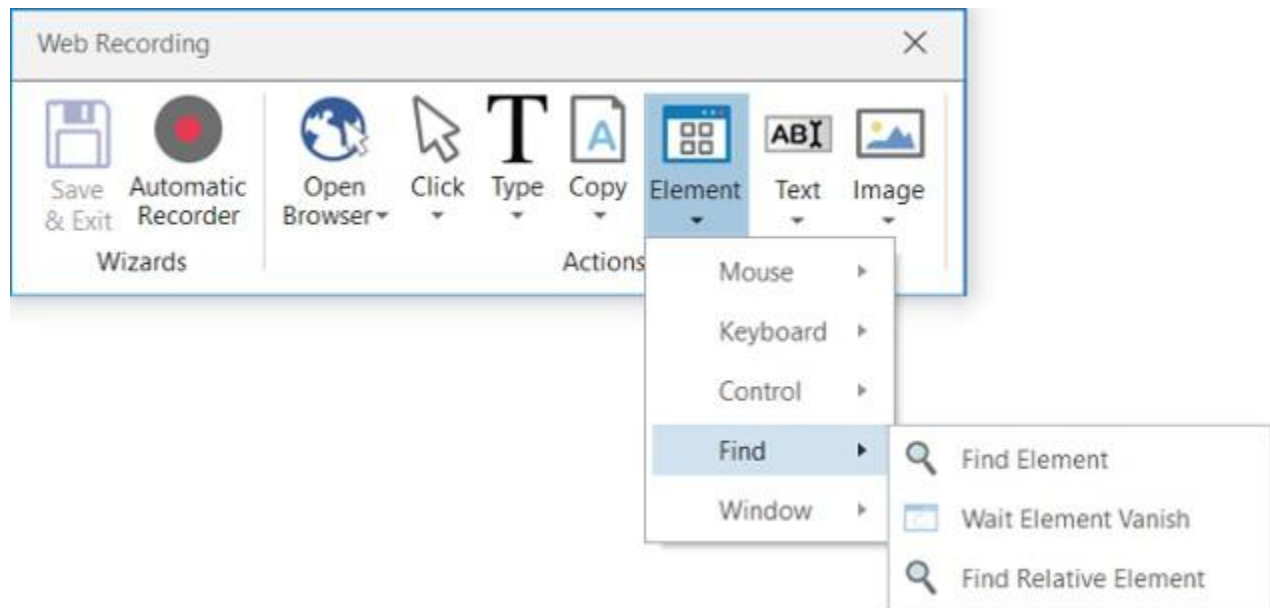 Web Recording
Save & Exit
Automatic Recorder
Open Browser
Click
Type
Copy
Element
Text
Image
Wizards
Actions
Mouse
Keyboard
Control
Find
Window
Find Element
Wait Element Vanish
Find Relative Element